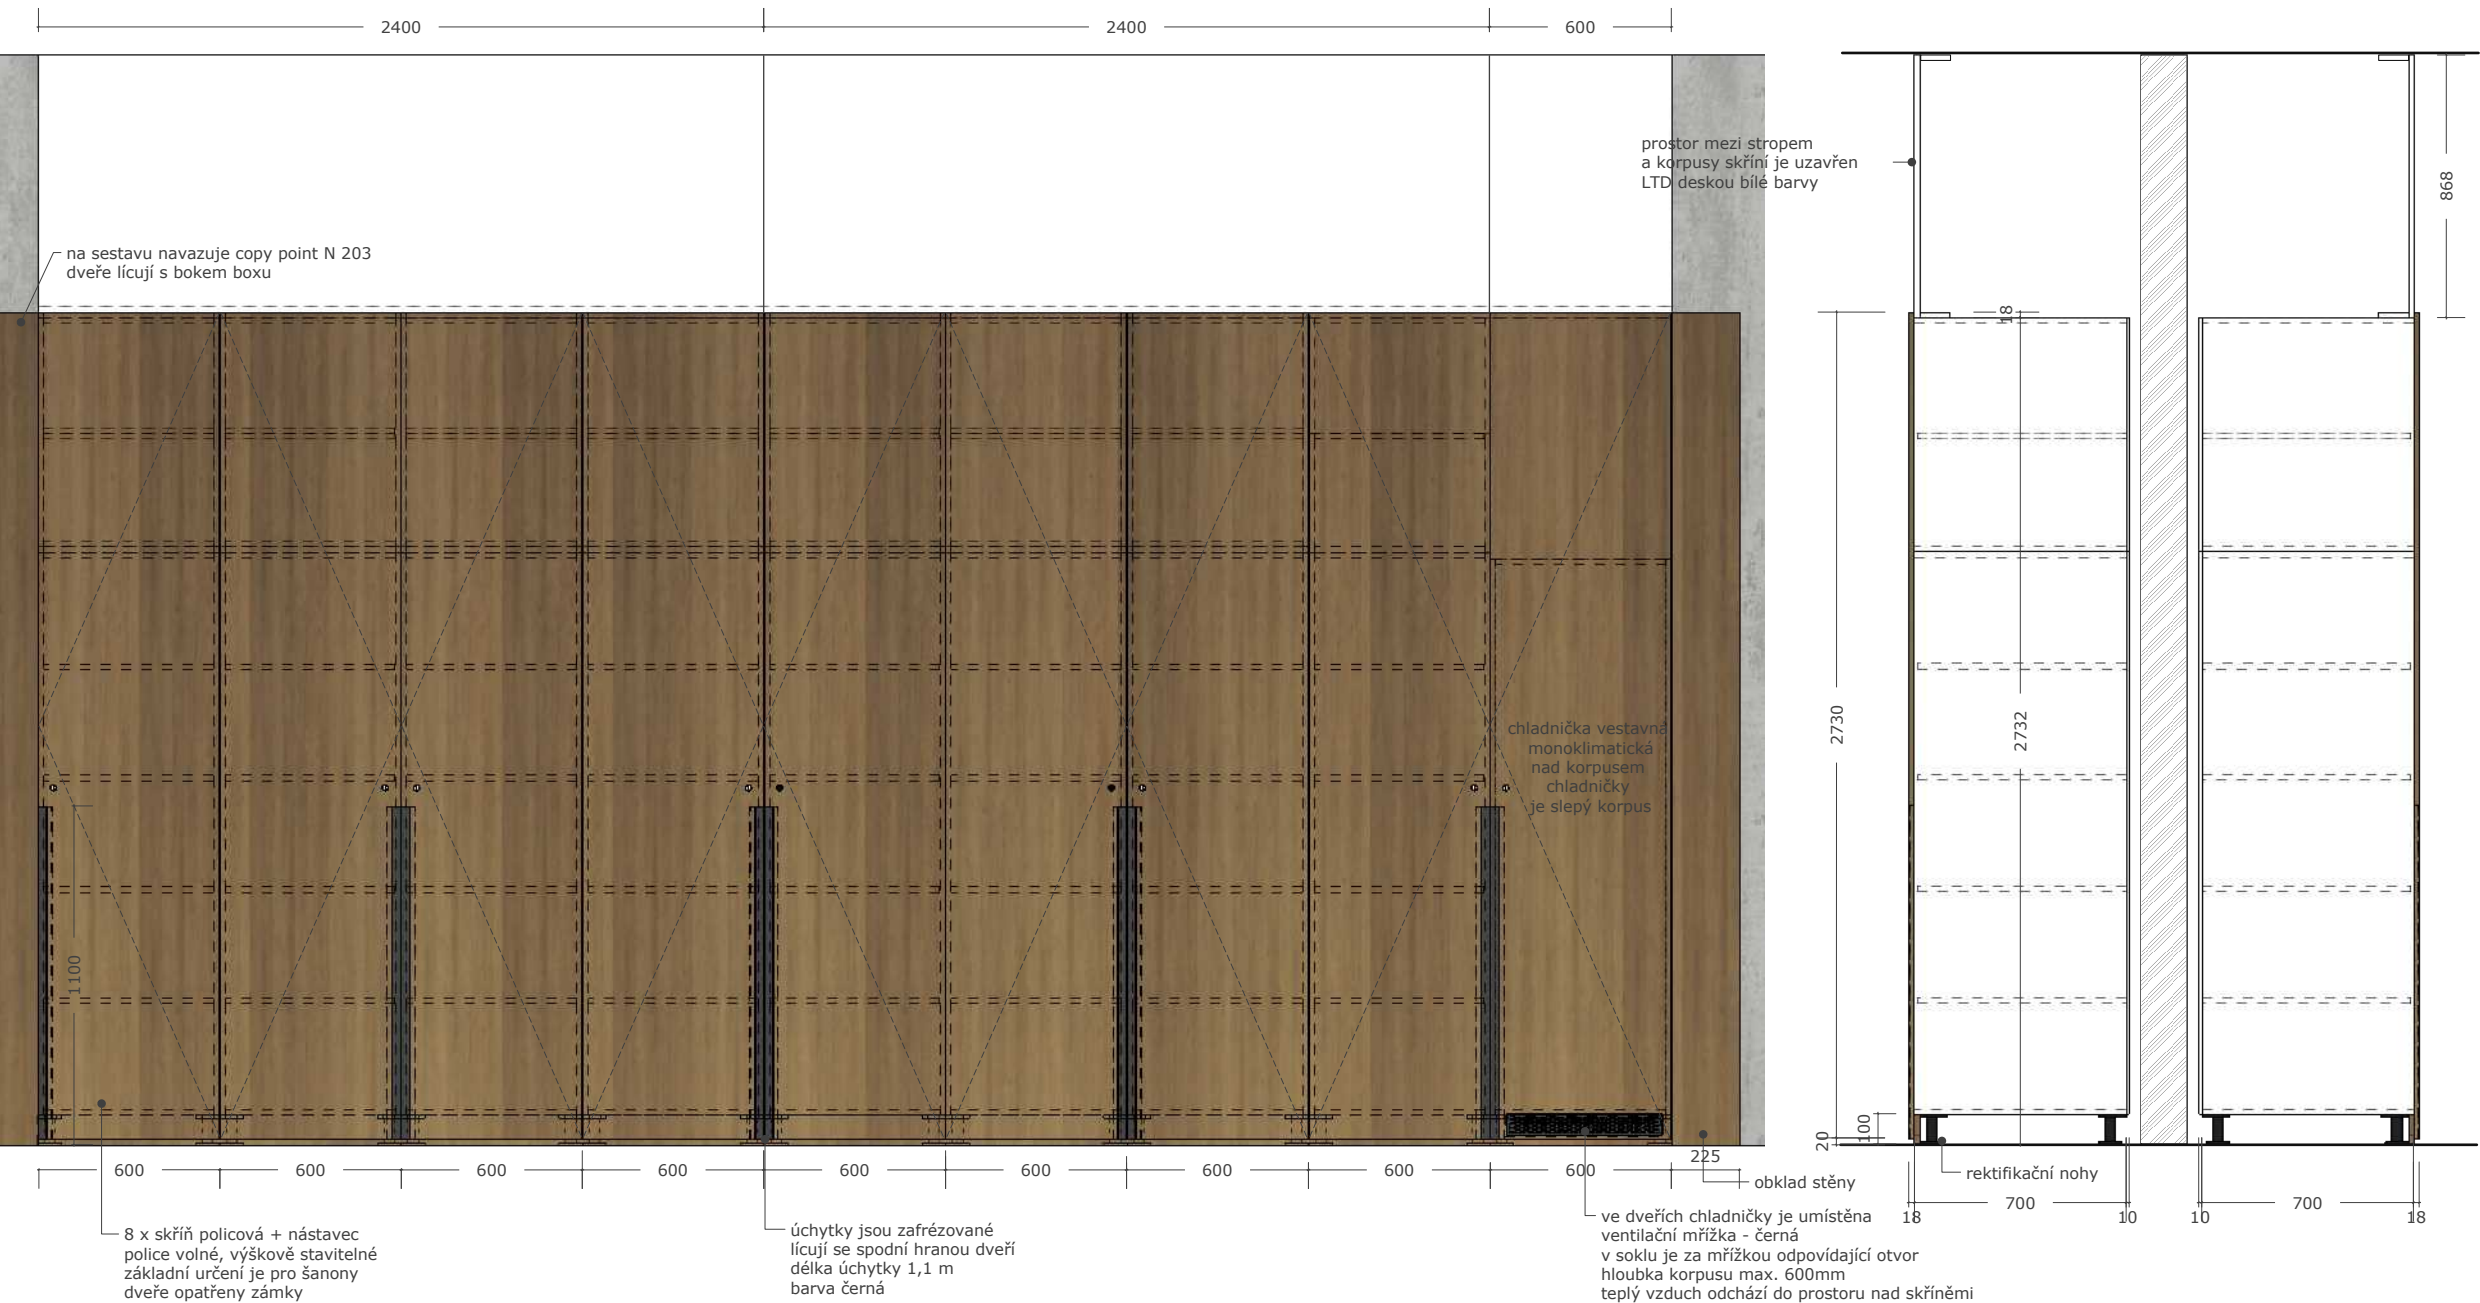 2400
2400
600
prostor mezi stropem
a korpusy skříní je uzavřen
LTD deskou bílé barvy
868
na sestavu navazuje copy point N 203
dveře lícují s bokem boxu
18
2730
2732
chladnička vestavná
monoklimatická
nad korpusem
chladničky
je slepý korpus
1100
20
100
600
600
600
600
600
600
600
600
600
225
obklad stěny
rektifikační nohy
700
700
18
10
10
18
8 x skříň policová + nástavec
police volné, výškově stavitelné
základní určení je pro šanony
dveře opatřeny zámky
úchytky jsou zafrézované
lícují se spodní hranou dveří
délka úchytky 1,1 m
barva černá
ve dveřích chladničky je umístěna
ventilační mřížka - černá
v soklu je za mřížkou odpovídající otvor
hloubka korpusu max. 600mm
teplý vzduch odchází do prostoru nad skříněmi